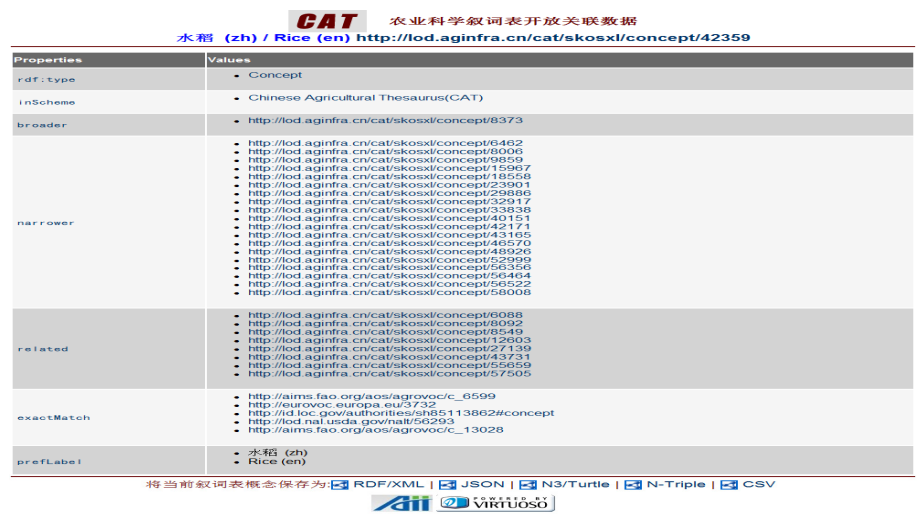 CAT 农业科学叙词表开放关联数据
水稻 (zh) / Rice (en) http://lod.aginfra.cn/cat/skosxl/concept/42359
Properties Values
rdf:type Concept
inScheme Chinese Agricultural Thesaurus(CAT)
broader http://lod.aginfra.cn/cat/skosxl/concept/8373
narrower
http://lod.aginfra.cn/cat/skosxl/concept/6462
http://lod.aginfra.cn/cat/skosxl/concept/8006
http://lod.aginfra.cn/cat/skosxl/concept/9859
http://lod.aginfra.cn/cat/skosxl/concept/15967
http://lod.aginfra.cn/cat/skosxl/concept/18558
http://lod.aginfra.cn/cat/skosxl/concept/23901
http://lod.aginfra.cn/cat/skosxl/concept/29886
http://lod.aginfra.cn/cat/skosxl/concept/32917
http://lod.aginfra.cn/cat/skosxl/concept/33838
http://lod.aginfra.cn/cat/skosxl/concept/40151
http://lod.aginfra.cn/cat/skosxl/concept/42171
http://lod.aginfra.cn/cat/skosxl/concept/43165
http://lod.aginfra.cn/cat/skosxl/concept/46570
http://lod.aginfra.cn/cat/skosxl/concept/48926
http://lod.aginfra.cn/cat/skosxl/concept/52999
http://lod.aginfra.cn/cat/skosxl/concept/56356
http://lod.aginfra.cn/cat/skosxl/concept/56464
http://lod.aginfra.cn/cat/skosxl/concept/56522
http://lod.aginfra.cn/cat/skosxl/concept/58008
related
http://lod.aginfra.cn/cat/skosxl/concept/6088
http://lod.aginfra.cn/cat/skosxl/concept/8092
http://lod.aginfra.cn/cat/skosxl/concept/8549
http://lod.aginfra.cn/cat/skosxl/concept/12603
http://lod.aginfra.cn/cat/skosxl/concept/27139
http://lod.aginfra.cn/cat/skosxl/concept/43731
http://lod.aginfra.cn/cat/skosxl/concept/55659
http://lod.aginfra.cn/cat/skosxl/concept/57505
exactMatch
http://aims.fao.org/aos/agrovoc/c_6599
http://eurovoc.europa.eu/3732
http://id.loc.gov/authorities/sh85113862#concept
http://lod.nal.usda.gov/nalt/56293
http://aims.fao.org/aos/agrovoc/c_13028
prefLabel
水稻 (zh)
Rice (en)
将当前叙词表概念保存为: RDF/XML | JSON | N3/Turtle | N-Triple | CSV
Aii POWERED BY VIRTUOSO